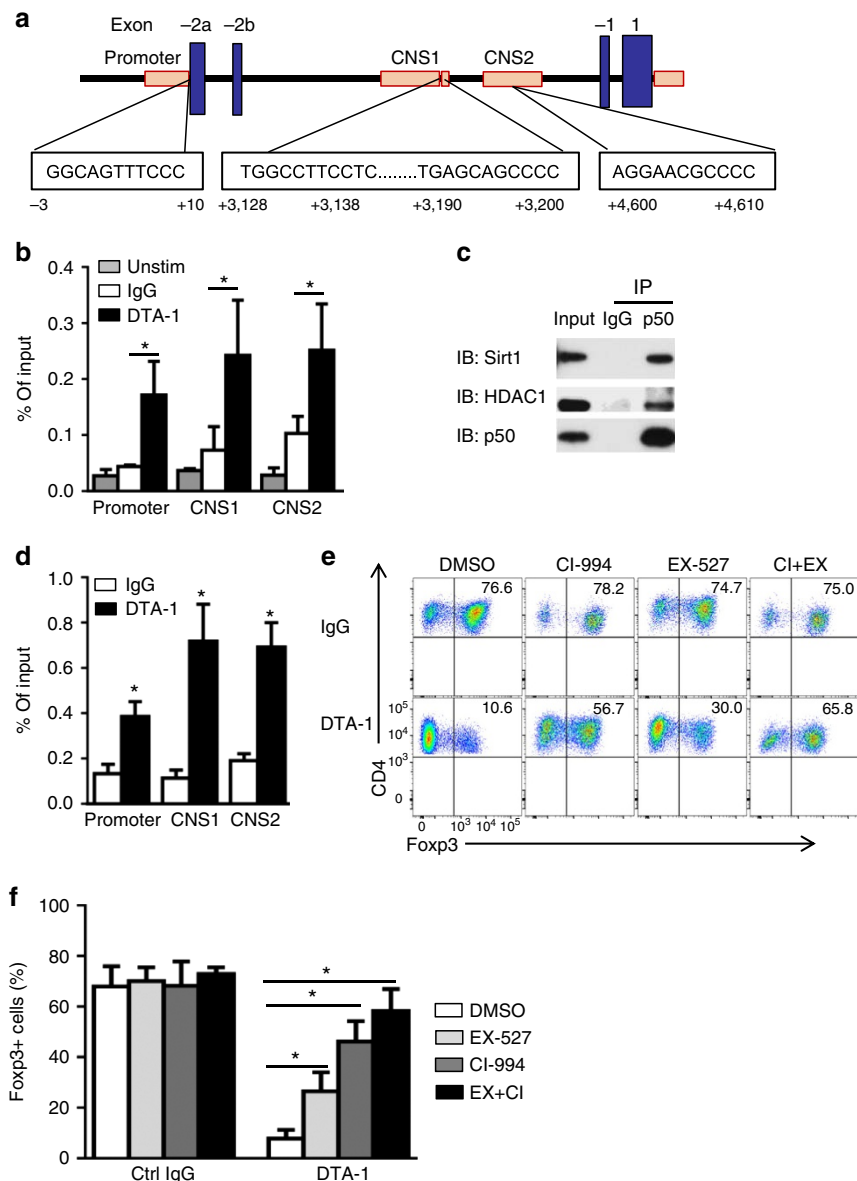 a
Exon –2a –2b –1 1
Promoter CNS1 CNS2
GGCAGTTTCCC TGGCCTTCCTC........TGAGCAGCCCC AGGAACGCCCC
–3 +10 +3,128 +3,138 +3,190 +3,200 +4,600 +4,610
b
0.4
0.3
0.2
0.1
0.0
% Of input
Unstim
IgG
DTA-1
* * *
Promoter CNS1 CNS2
c
IP
Input IgG p50
IB: Sirt1
IB: HDAC1
IB: p50
d
1.0
0.8
0.6
0.4
0.2
0.0
% Of input
IgG
DTA-1
* * *
Promoter CNS1 CNS2
e
DMSO CI-994 EX-527 CI+EX
IgG
76.6 78.2 74.7 75.0
DTA-1
10.6 56.7 30.0 65.8
10⁵
10⁴
10³
0
CD4
0 10³ 10⁴ 10⁵
Foxp3
f
100
80
60
40
20
0
Foxp3+ cells (%)
*
*
*
DMSO
EX-527
CI-994
EX+CI
Ctrl IgG DTA-1